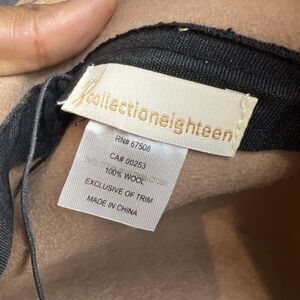 collectioneighteen
RN# 67508
CA# 00253
100% WOOL
EXCLUSIVE OF TRIM
MADE IN CHINA